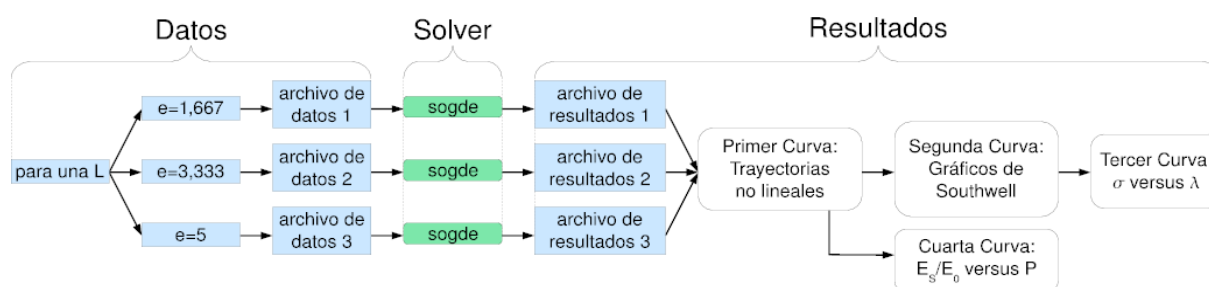 Datos
Solver
Resultados
para una L
e=1,667
archivo de
datos 1
sogde
archivo de
resultados 1
e=3,333
archivo de
datos 2
sogde
archivo de
resultados 2
e=5
archivo de
datos 3
sogde
archivo de
resultados 3
Primer Curva:
Trayectorias
no lineales
Segunda Curva:
Gráficos de
Southwell
Tercer Curva
σ versus λ
Cuarta Curva:
E_S/E_0 versus P